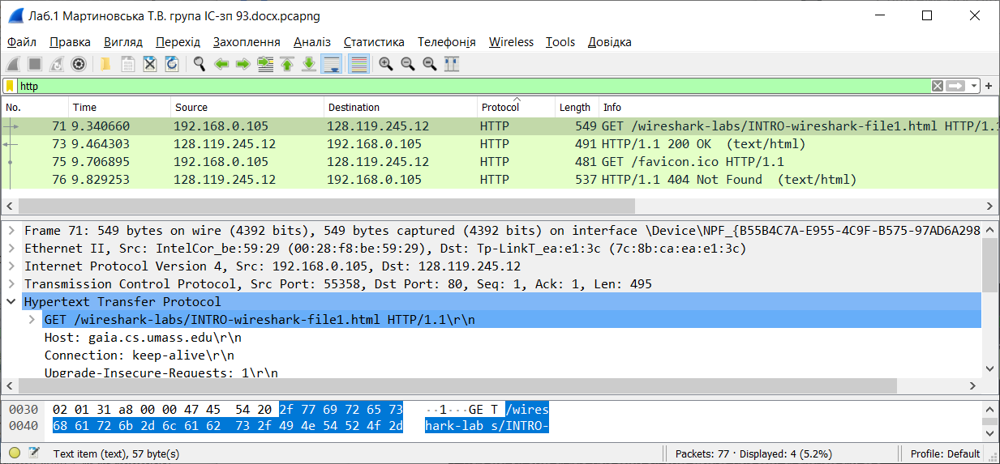 Лаб.1 Мартиновська Т.В. група ІС-зп 93.docx.pcapng
Файл Правка Вигляд Перехід Захоплення Аналіз Статистика Телефонія Wireless Tools Довідка
http
No. Time Source Destination Protocol Length Info
71 9.340660 192.168.0.105 128.119.245.12 HTTP 549 GET /wireshark-labs/INTRO-wireshark-file1.html HTTP/1.1
73 9.464303 128.119.245.12 192.168.0.105 HTTP 491 HTTP/1.1 200 OK (text/html)
75 9.706895 192.168.0.105 128.119.245.12 HTTP 481 GET /favicon.ico HTTP/1.1
76 9.829253 128.119.245.12 192.168.0.105 HTTP 537 HTTP/1.1 404 Not Found (text/html)
Frame 71: 549 bytes on wire (4392 bits), 549 bytes captured (4392 bits) on interface \Device\NPF_{B55B4C7A-E955-4C9F-B575-97AD6A298
Ethernet II, Src: IntelCor_be:59:29 (00:28:f8:be:59:29), Dst: Tp-LinkT_ea:e1:3c (7c:8b:ca:ea:e1:3c)
Internet Protocol Version 4, Src: 192.168.0.105, Dst: 128.119.245.12
Transmission Control Protocol, Src Port: 55358, Dst Port: 80, Seq: 1, Ack: 1, Len: 495
Hypertext Transfer Protocol
GET /wireshark-labs/INTRO-wireshark-file1.html HTTP/1.1\r\n
Host: gaia.cs.umass.edu\r\n
Connection: keep-alive\r\n
Upgrade-Insecure-Requests: 1\r\n
0030 02 01 31 a8 00 00 47 45 54 20 2f 77 69 72 65 73 ··1···GE T /wires
0040 68 61 72 6b 2d 6c 61 62 73 2f 49 4e 54 52 4f 2d hark-lab s/INTRO-
Text item (text), 57 byte(s) Packets: 77 · Displayed: 4 (5.2%) Profile: Default